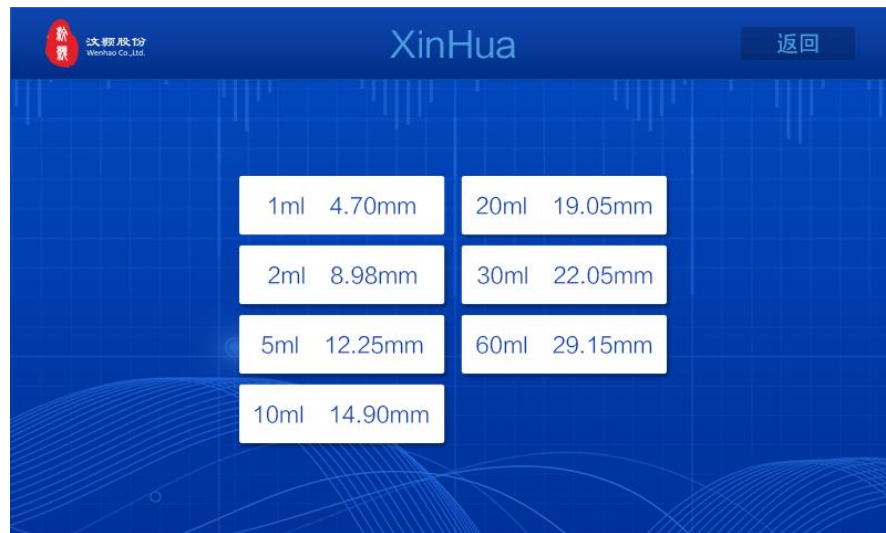 汶颢股份
Wenhao Co.,Ltd.
XinHua
返回
1ml 4.70mm
20ml 19.05mm
2ml 8.98mm
30ml 22.05mm
5ml 12.25mm
60ml 29.15mm
10ml 14.90mm